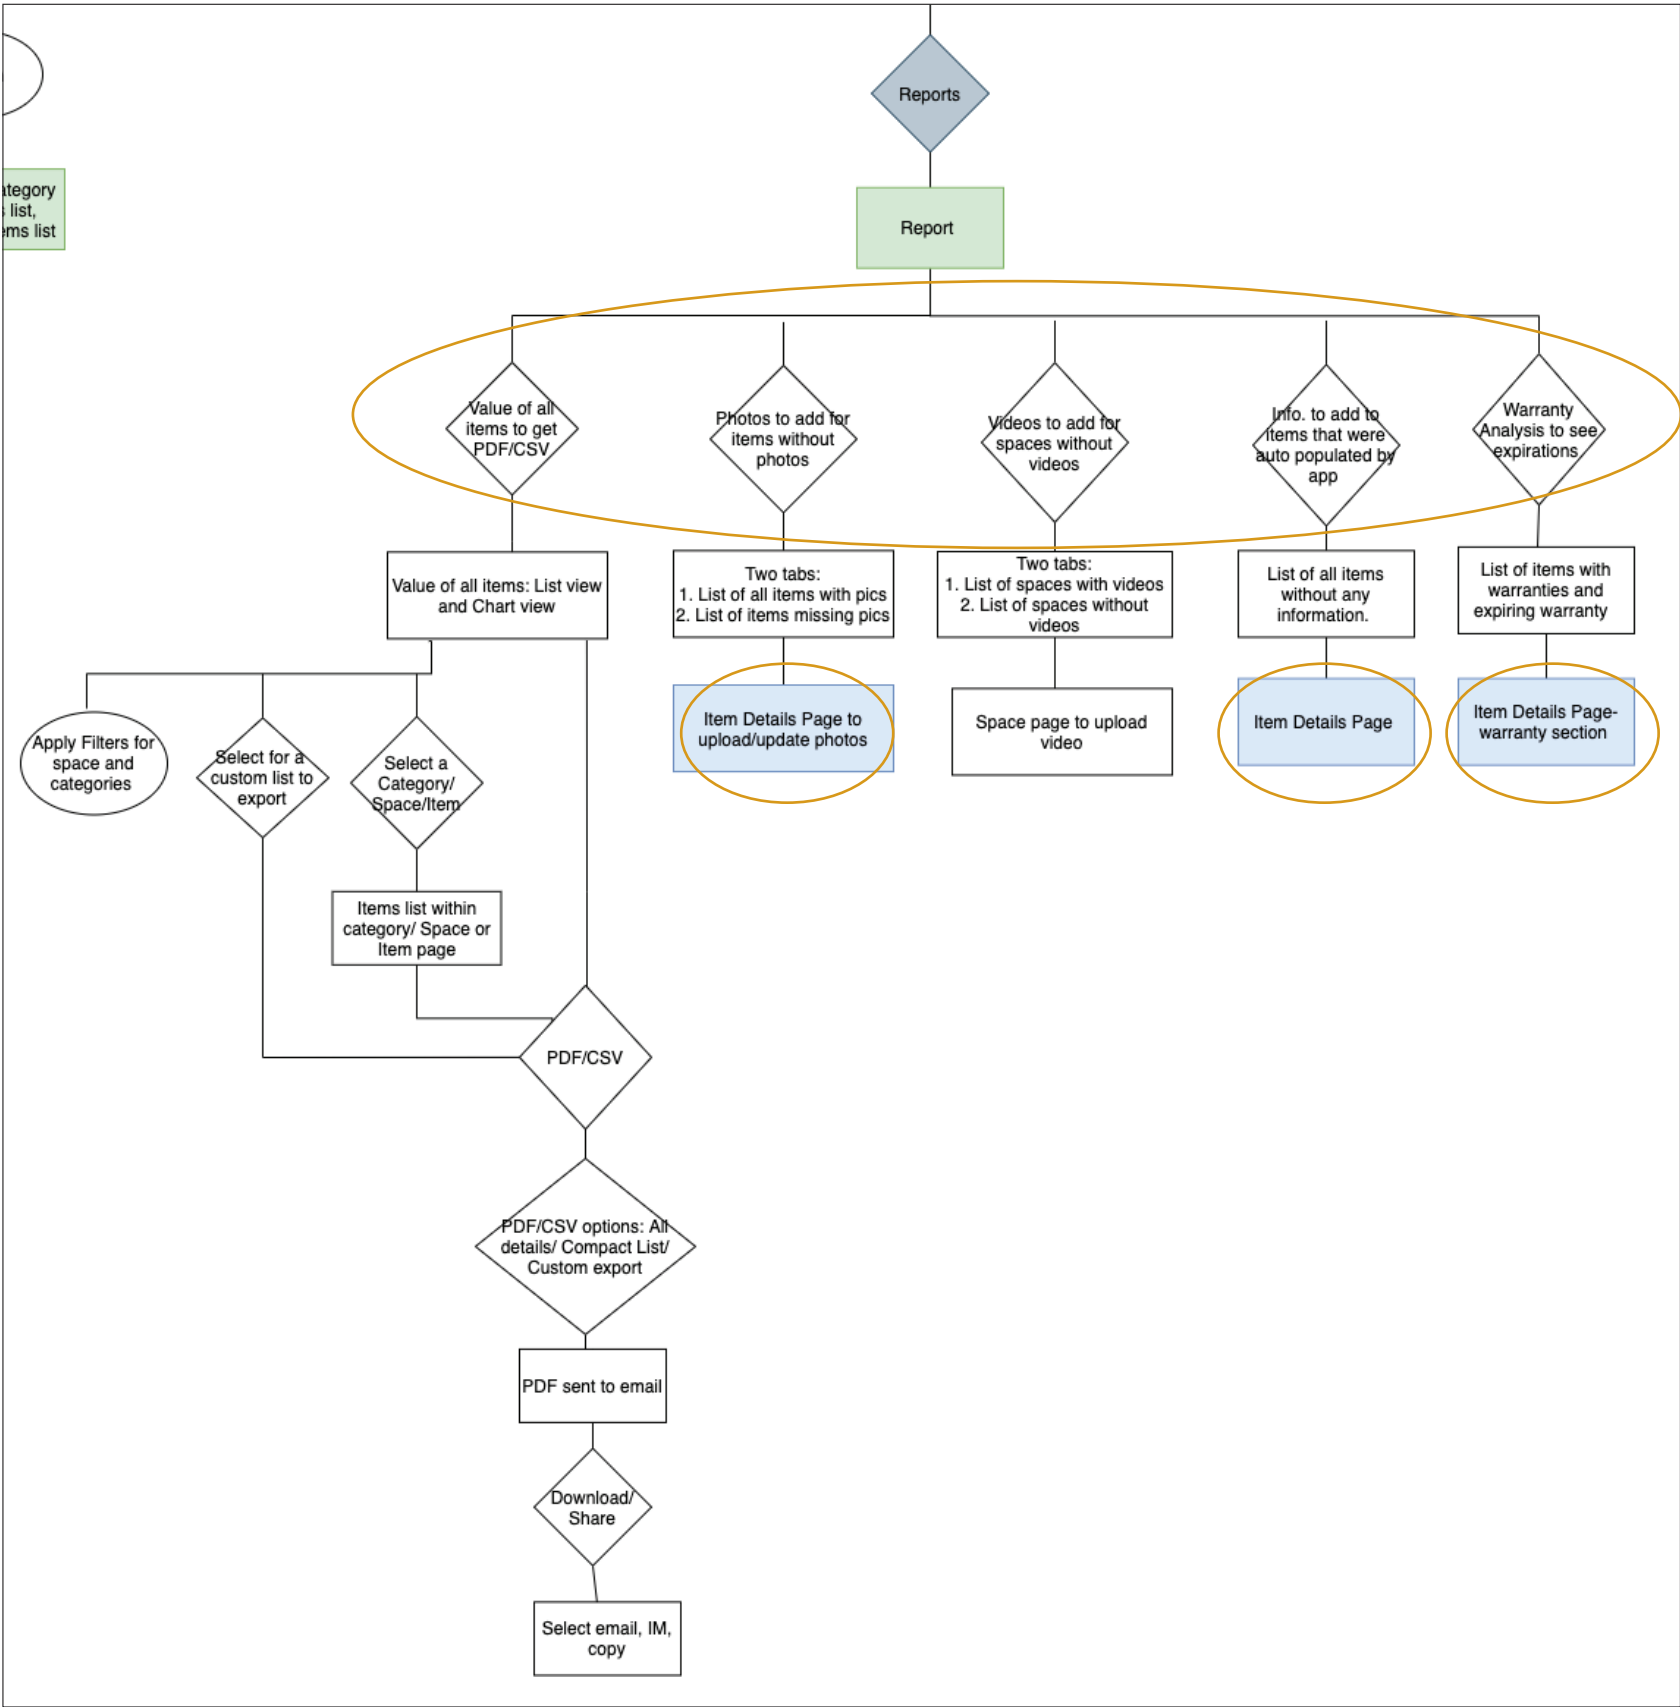 Reports
ategory
s list,
ems list
Report
Value of all
items to get
PDF/CSV
Photos to add for
items without
photos
Videos to add for
spaces without
videos
Info. to add to
items that were
auto populated by
app
Warranty
Analysis to see
expirations
Value of all items: List view
and Chart view
Two tabs:
1. List of all items with pics
2. List of items missing pics
Two tabs:
1. List of spaces with videos
2. List of spaces without
videos
List of all items
without any
information.
List of items with
warranties and
expiring warranty
Item Details Page to
upload/update photos
Space page to upload
video
Item Details Page
Item Details Page-
warranty section
Apply Filters for
space and
categories
Select for a
custom list to
export
Select a
Category/
Space/Item
Items list within
category/ Space or
Item page
PDF/CSV
PDF/CSV options: All
details/ Compact List/
Custom export
PDF sent to email
Download/
Share
Select email, IM,
copy